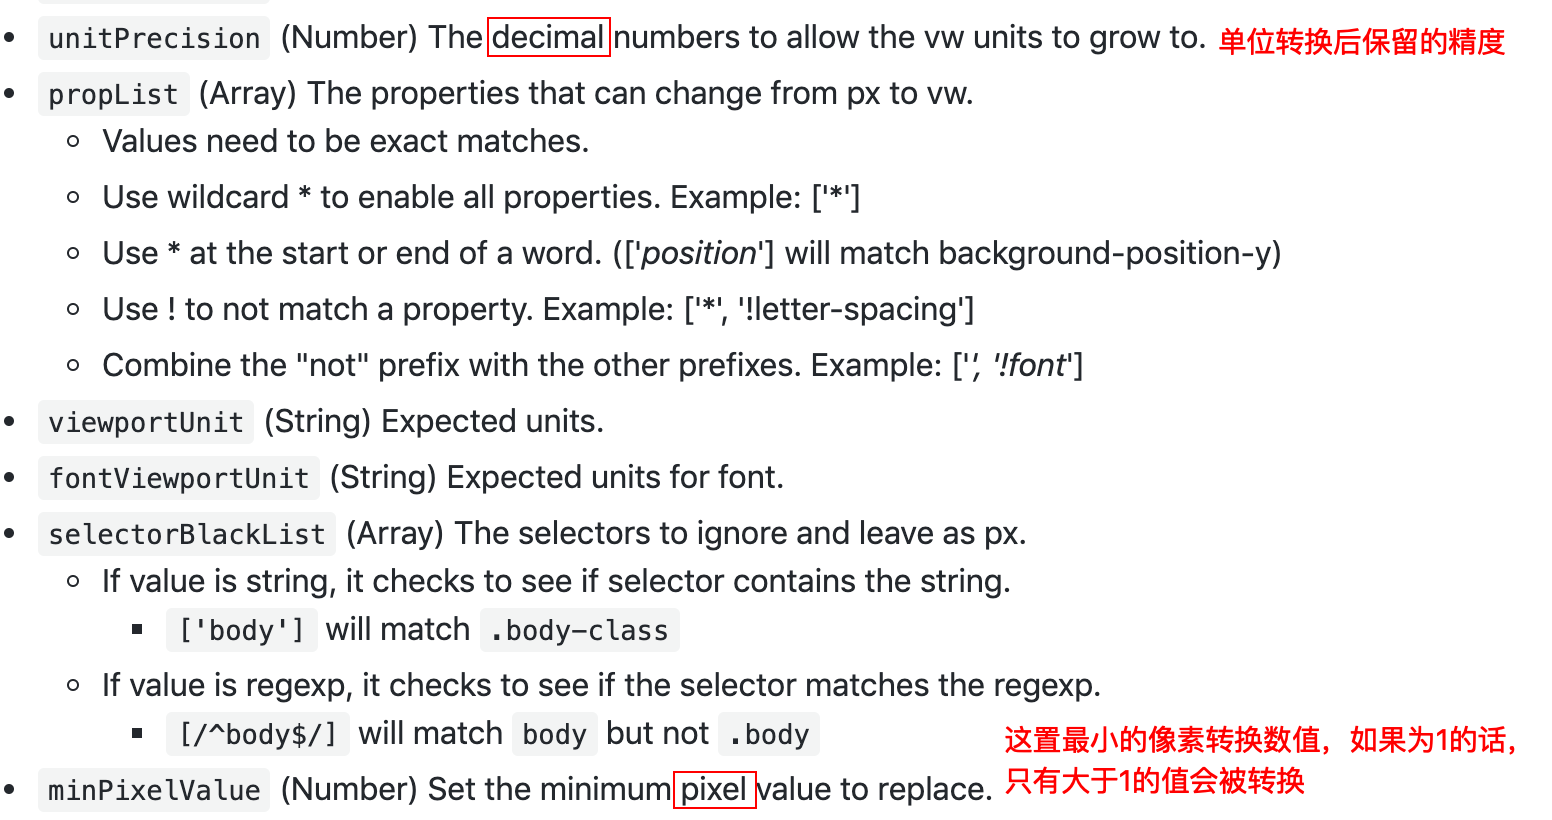 unitPrecision (Number) The decimal numbers to allow the vw units to grow to. 单位转换后保留的精度
propList (Array) The properties that can change from px to vw.
Values need to be exact matches.
Use wildcard * to enable all properties. Example: ['*']
Use * at the start or end of a word. (['position'] will match background-position-y)
Use ! to not match a property. Example: ['*', '!letter-spacing']
Combine the "not" prefix with the other prefixes. Example: ['', '!font']
viewportUnit (String) Expected units.
fontViewportUnit (String) Expected units for font.
selectorBlackList (Array) The selectors to ignore and leave as px.
If value is string, it checks to see if selector contains the string.
['body'] will match .body-class
If value is regexp, it checks to see if the selector matches the regexp.
[/^body$/] will match body but not .body
这置最小的像素转换数值，如果为1的话，
只有大于1的值会被转换
minPixelValue (Number) Set the minimum pixel value to replace.